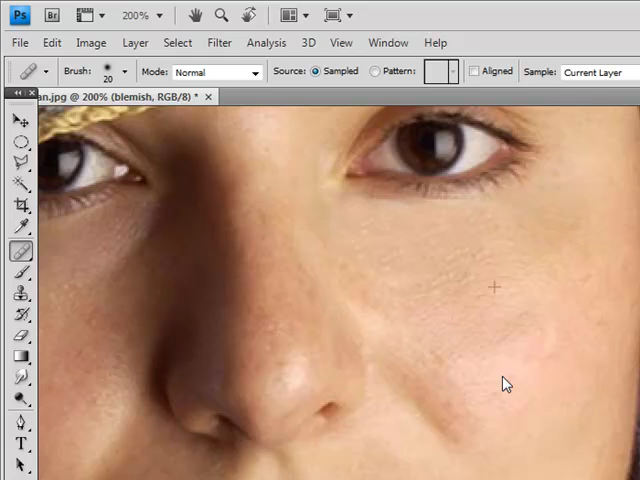 Ps Br 200%
File Edit Image Layer Select Filter Analysis 3D View Window Help
Brush: 20 Mode: Normal Source: Sampled Pattern: Aligned Sample: Current Layer
an.jpg @ 200% (blemish, RGB/8) * ×
T